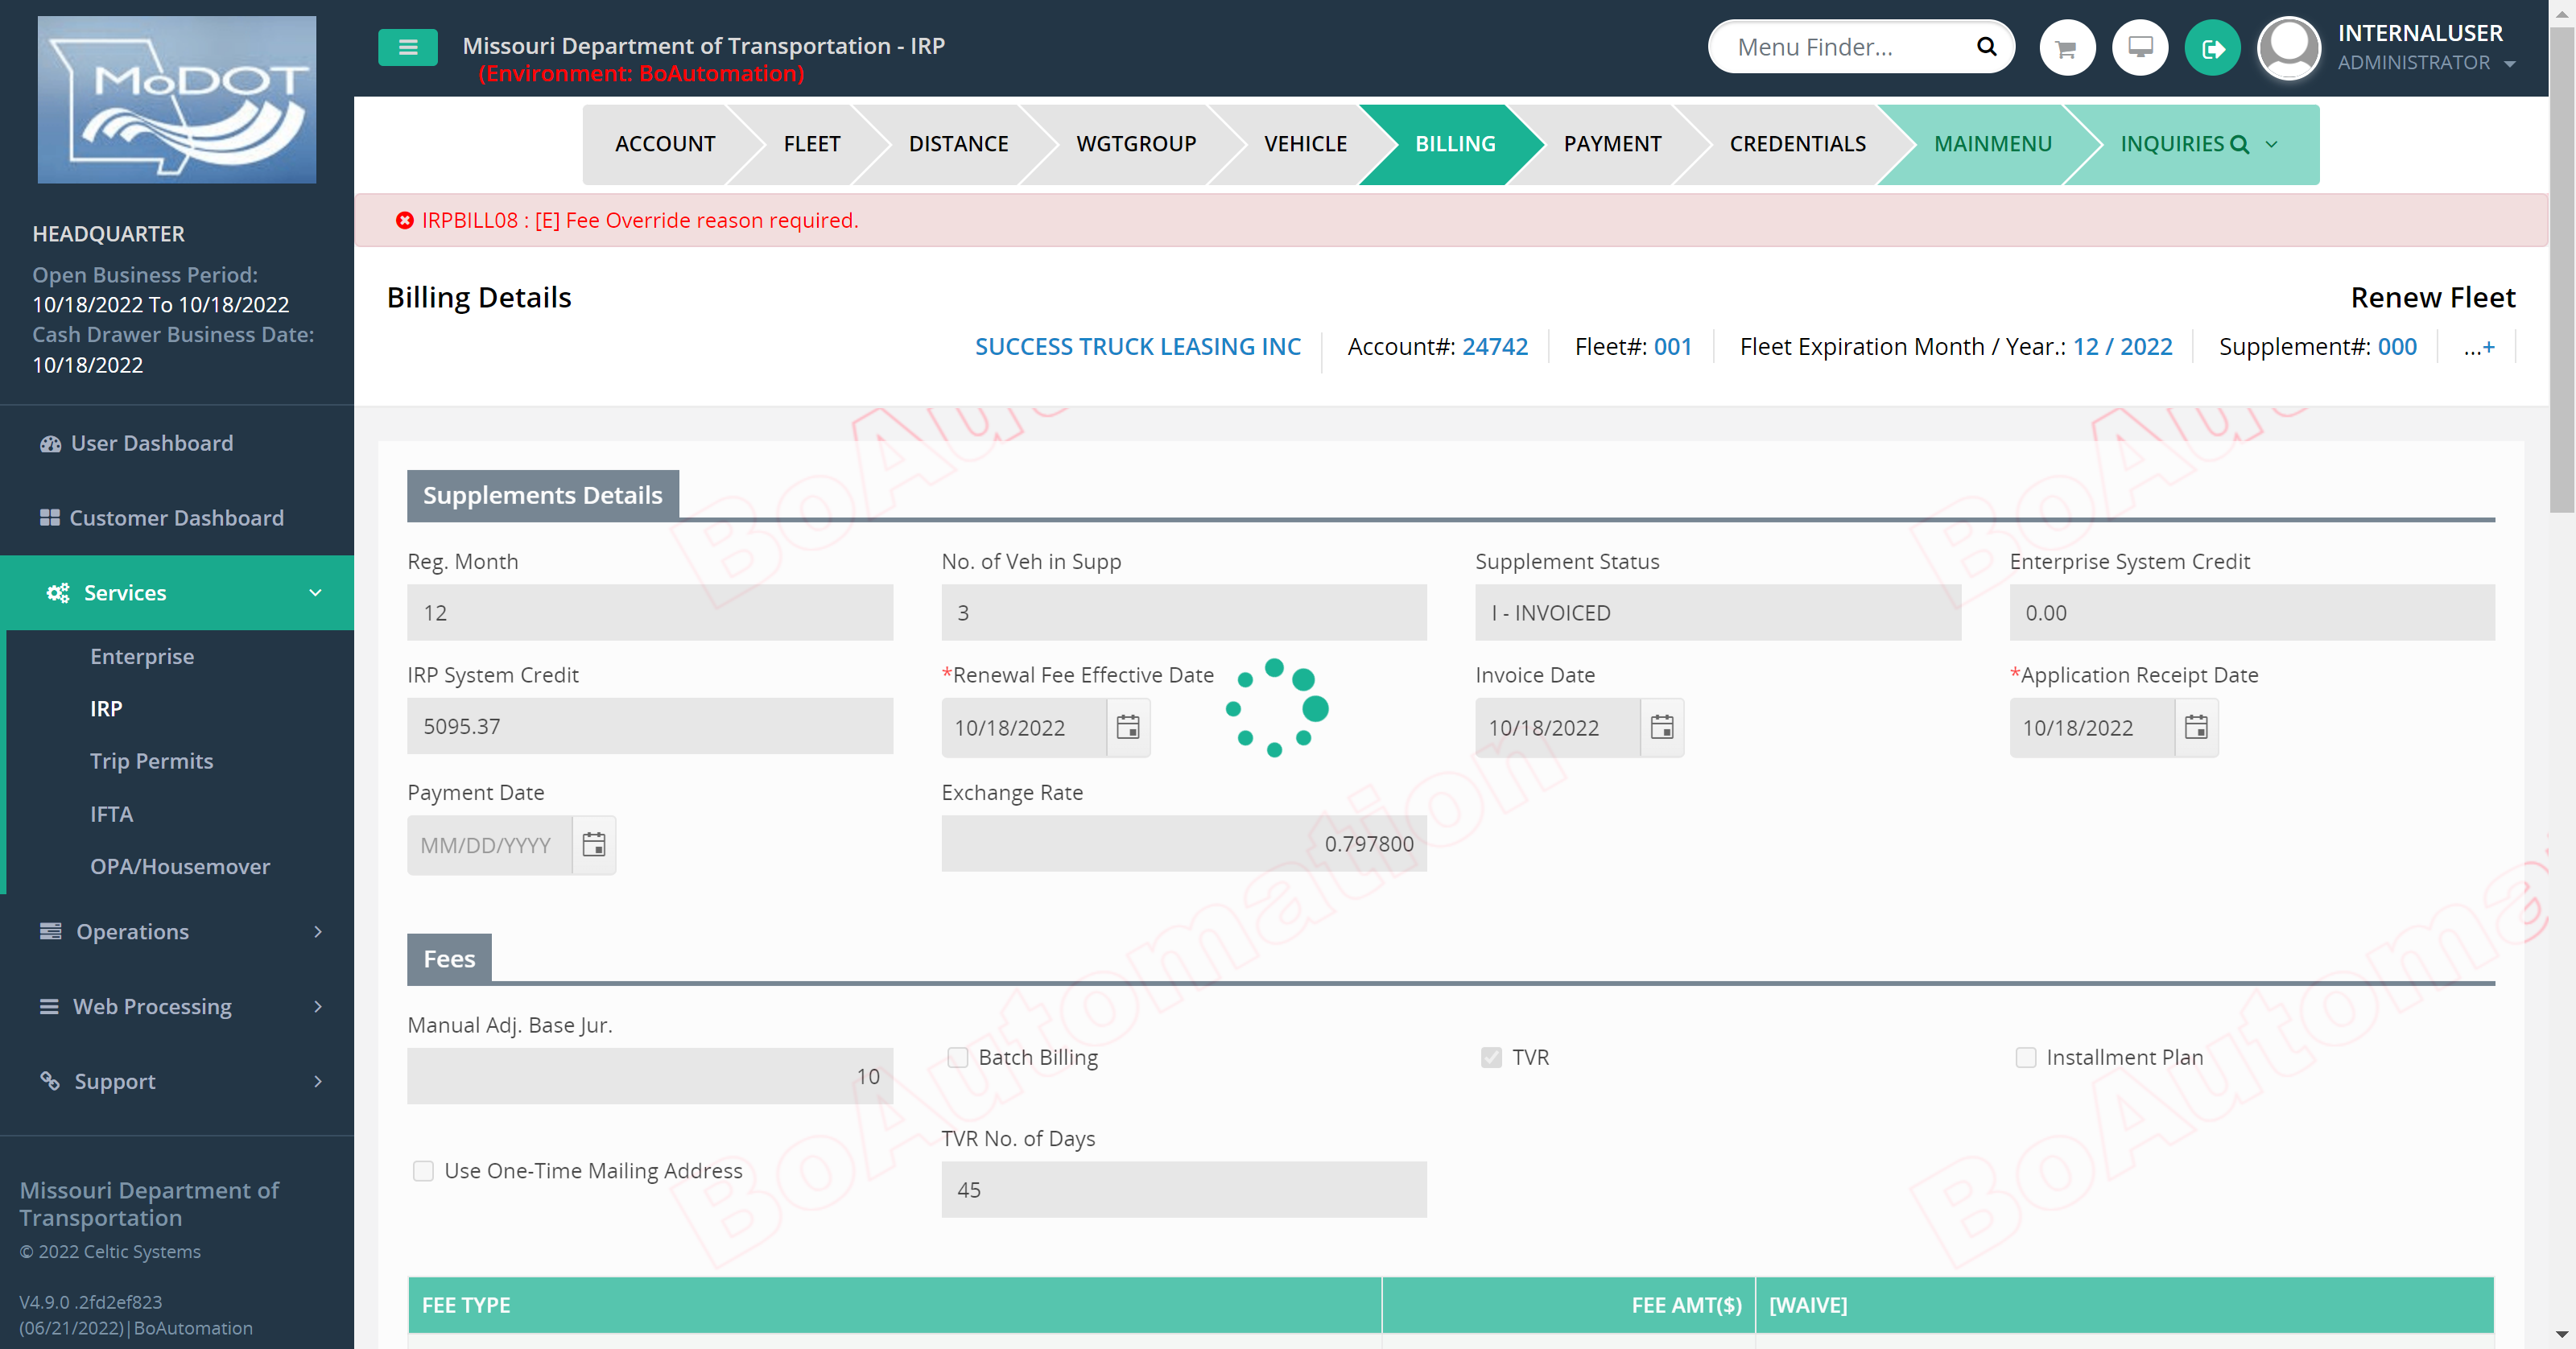 MoDOT
Missouri Department of Transportation - IRP
(Environment: BoAutomation)
Menu Finder...
INTERNALUSER
ADMINISTRATOR
ACCOUNT
FLEET
DISTANCE
WGTGROUP
VEHICLE
BILLING
PAYMENT
CREDENTIALS
MAINMENU
INQUIRIES
IRPBILL08 : [E] Fee Override reason required.
HEADQUARTER
Open Business Period:
10/18/2022 To 10/18/2022
Cash Drawer Business Date:
10/18/2022
User Dashboard
Customer Dashboard
Services
Enterprise
IRP
Trip Permits
IFTA
OPA/Housemover
Operations
Web Processing
Support
Missouri Department of
Transportation
© 2022 Celtic Systems
V4.9.0 .2fd2ef823
(06/21/2022)|BoAutomation
Billing Details
Renew Fleet
SUCCESS TRUCK LEASING INC
Account#: 24742
Fleet#: 001
Fleet Expiration Month / Year.: 12 / 2022
Supplement#: 000
...+
Supplements Details
Reg. Month
No. of Veh in Supp
Supplement Status
Enterprise System Credit
12
3
I - INVOICED
0.00
IRP System Credit
*Renewal Fee Effective Date
Invoice Date
*Application Receipt Date
5095.37
10/18/2022
10/18/2022
10/18/2022
Payment Date
Exchange Rate
MM/DD/YYYY
0.797800
Fees
Manual Adj. Base Jur.
10
Batch Billing
TVR
Installment Plan
TVR No. of Days
Use One-Time Mailing Address
45
FEE TYPE
FEE AMT($)
[WAIVE]
BoAutomation